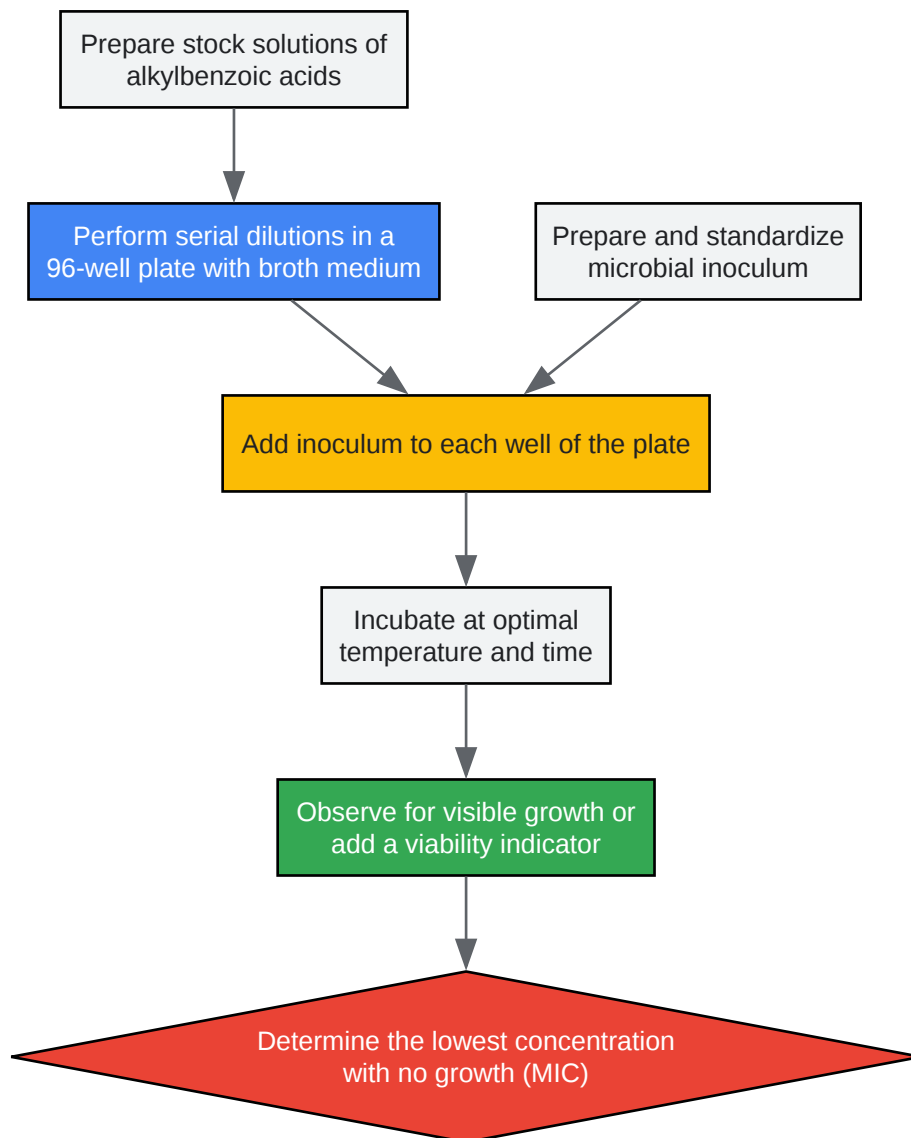 Prepare stock solutions of
alkylbenzoic acids
Perform serial dilutions in a
96-well plate with broth medium
Prepare and standardize
microbial inoculum
Add inoculum to each well of the plate
Incubate at optimal
temperature and time
Observe for visible growth or
add a viability indicator
Determine the lowest concentration
with no growth (MIC)